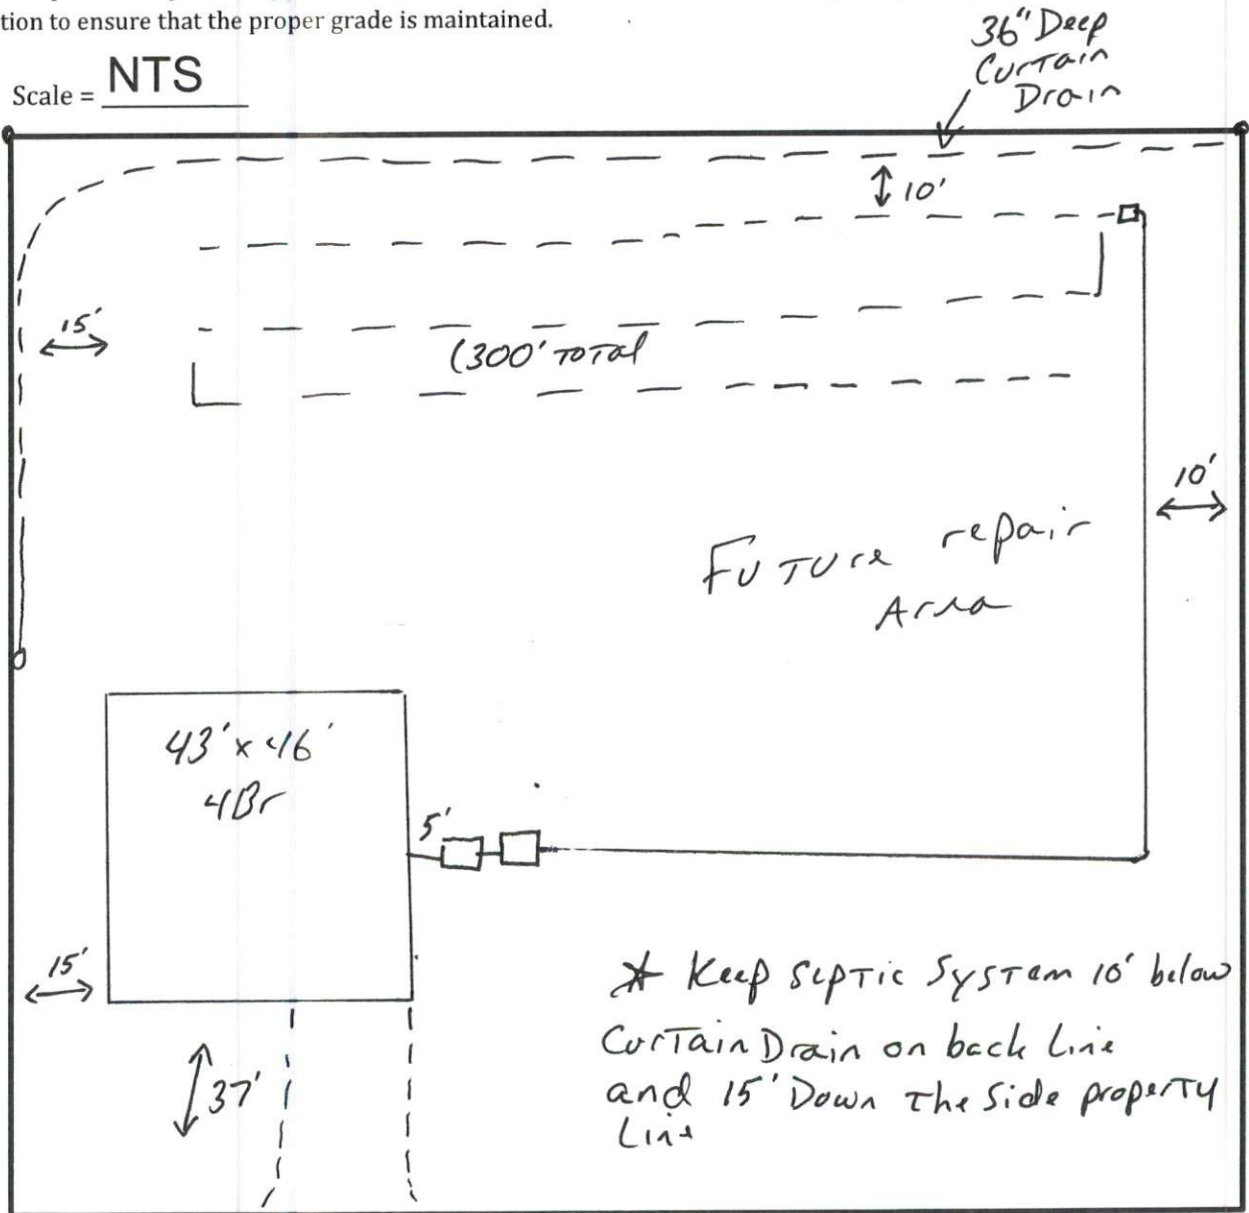 tion to ensure that the proper grade is maintained.
Scale = NTS
36" Deep
Curtain
Drain
10'
15'
(300' Total
10'
Future repair
Area
43' x 46'
4Br
5'
15'
37'
* Keep Septic System 10' below
Curtain Drain on back Line
and 15' Down The Side property
Line